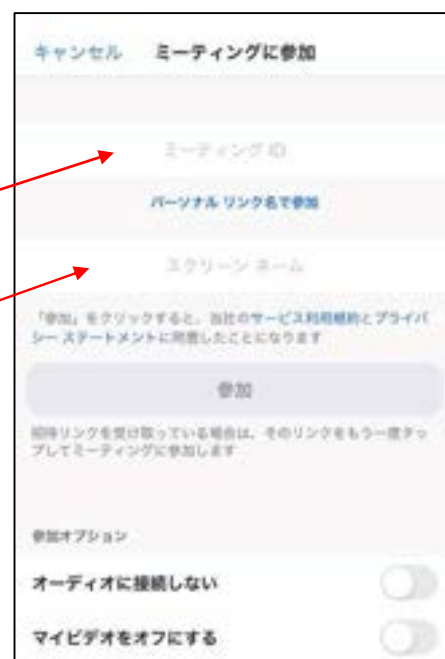 キャンセル ミーティングに参加
ミーティング ID
パーソナル リンク名で参加
スクリーン ネーム
「参加」をクリックすると、当社のサービス利用規約とプライバ
シー ステートメントに同意したことになります
参加
招待リンクを受け取っている場合は、そのリンクをもう一度タッ
プしてミーティングに参加します
参加オプション
オーディオに接続しない
マイビデオをオフにする